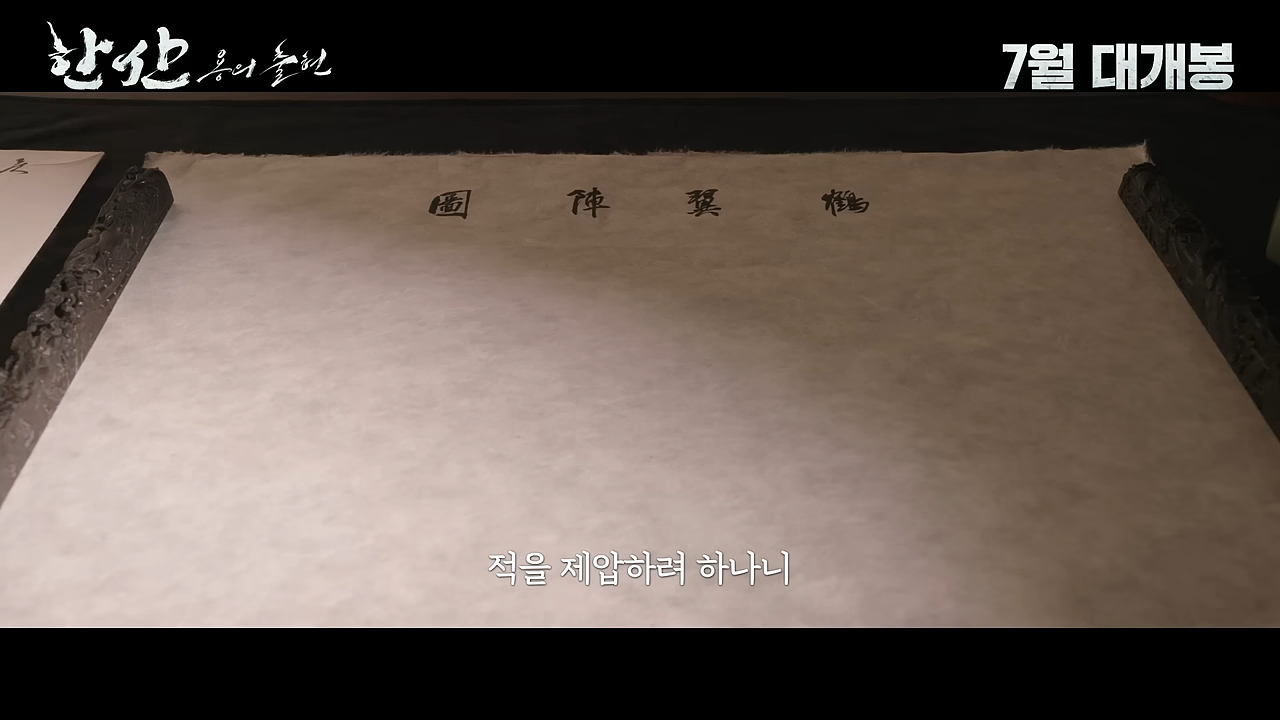 한산 용의 출현
7월 대개봉
圖陣翼鶴
적을 제압하려 하나니